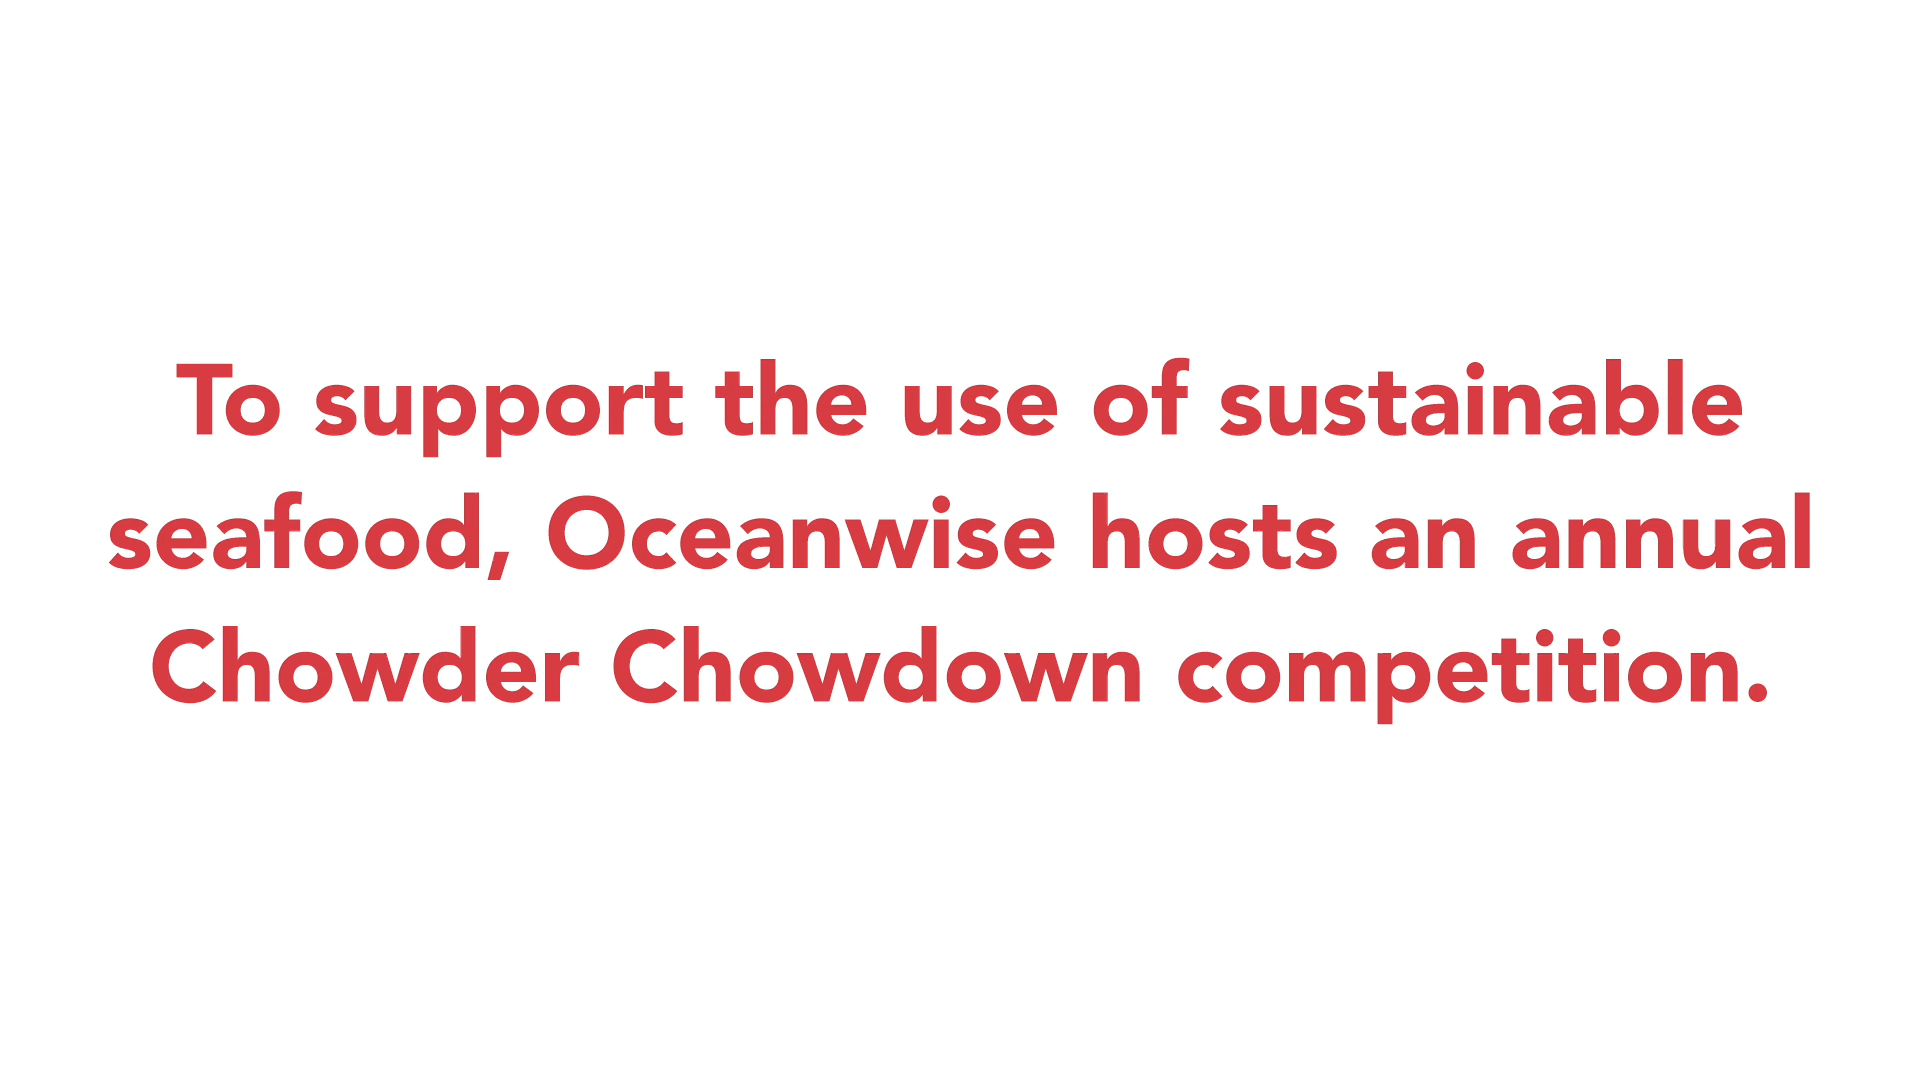 To support the use of sustainable
seafood, Oceanwise hosts an annual
Chowder Chowdown competition.